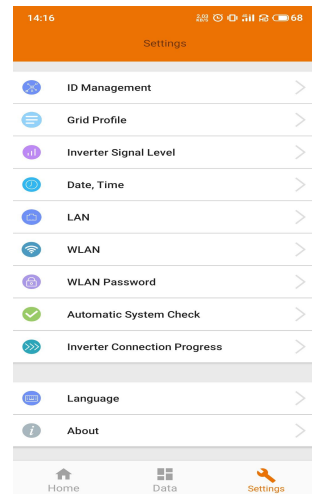 14:16
68
Settings
ID Management
Grid Profile
Inverter Signal Level
Date, Time
LAN
WLAN
WLAN Password
Automatic System Check
Inverter Connection Progress
Language
About
Home Data Settings